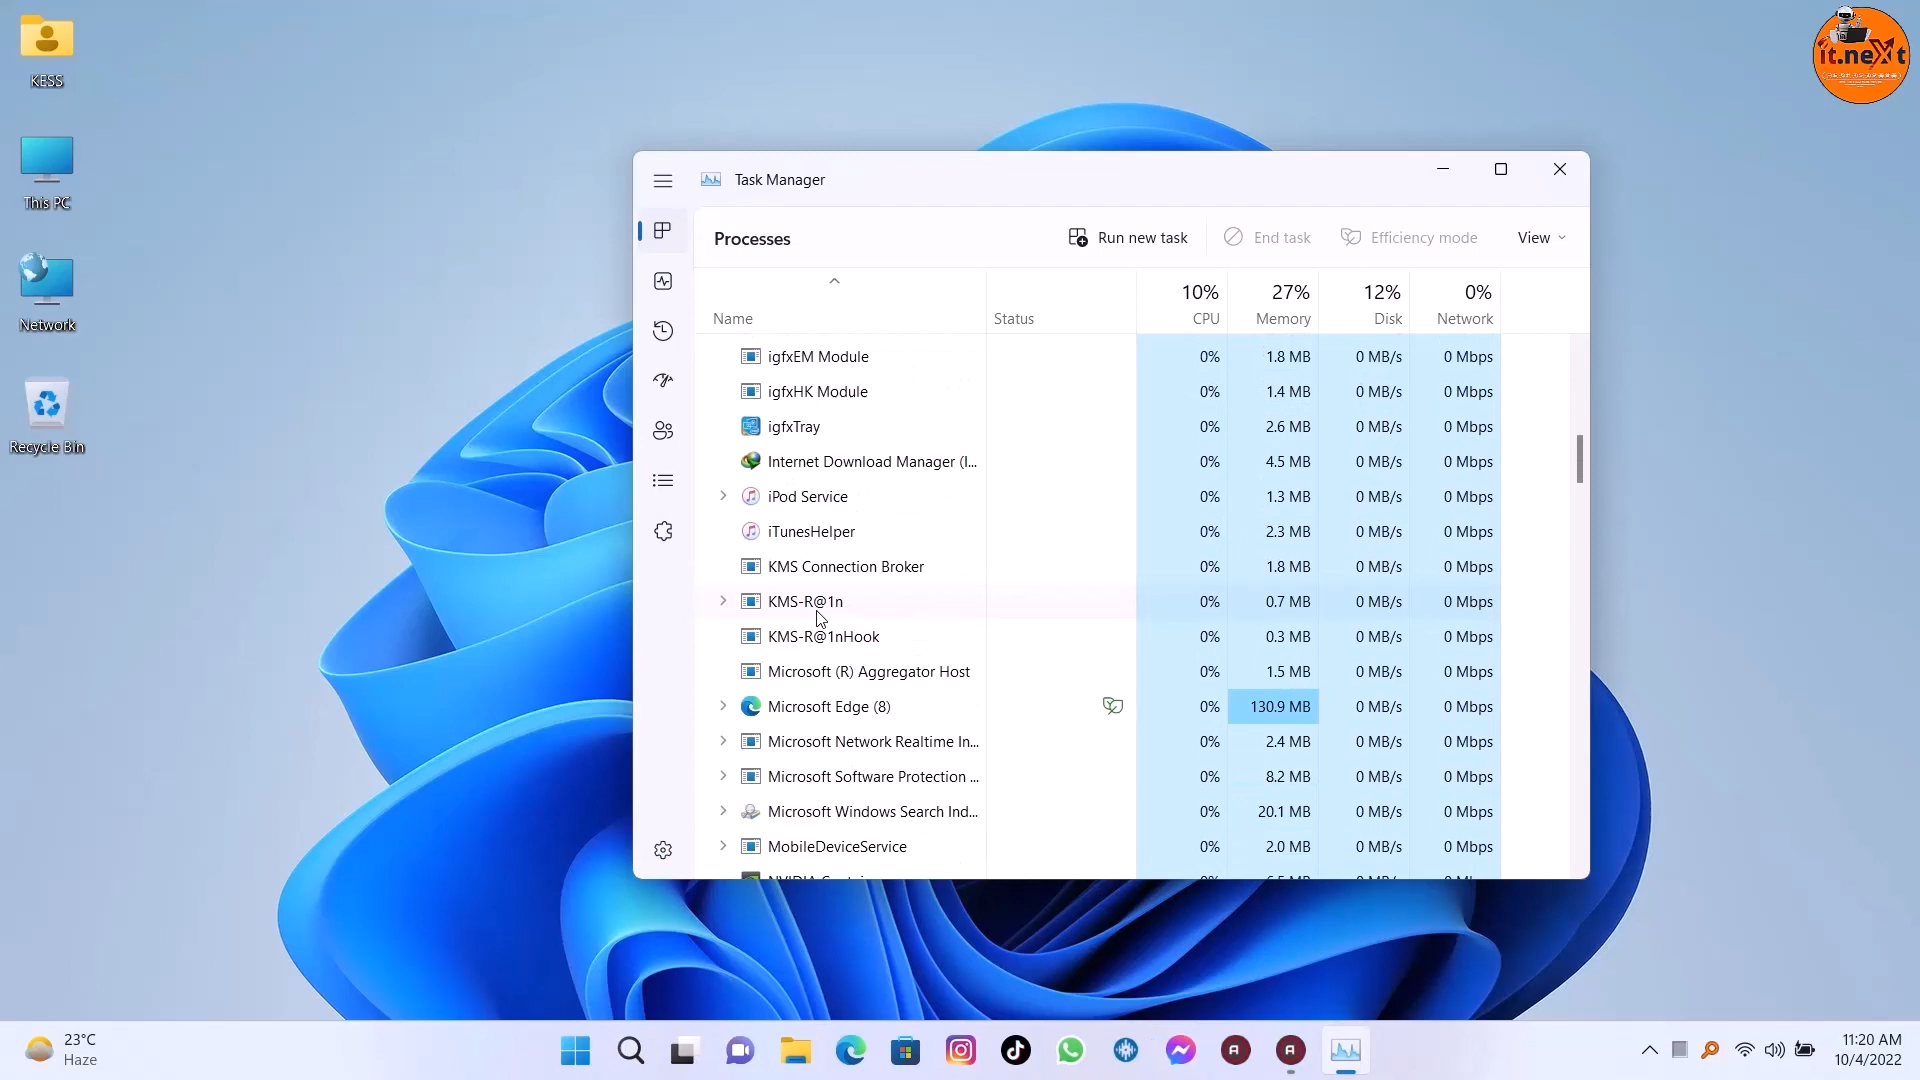 KESS
This PC
Network
Recycle Bin
it.neXt
Task Manager
Processes
Run new task
End task
Efficiency mode
View
10% 27% 12% 0%
Name Status CPU Memory Disk Network
igfxEM Module 0% 1.8 MB 0 MB/s 0 Mbps
igfxHK Module 0% 1.4 MB 0 MB/s 0 Mbps
igfxTray 0% 2.6 MB 0 MB/s 0 Mbps
Internet Download Manager (I... 0% 4.5 MB 0 MB/s 0 Mbps
iPod Service 0% 1.3 MB 0 MB/s 0 Mbps
iTunesHelper 0% 2.3 MB 0 MB/s 0 Mbps
KMS Connection Broker 0% 1.8 MB 0 MB/s 0 Mbps
KMS-R@1n 0% 0.7 MB 0 MB/s 0 Mbps
KMS-R@1nHook 0% 0.3 MB 0 MB/s 0 Mbps
Microsoft (R) Aggregator Host 0% 1.5 MB 0 MB/s 0 Mbps
Microsoft Edge (8) 0% 130.9 MB 0 MB/s 0 Mbps
Microsoft Network Realtime In... 0% 2.4 MB 0 MB/s 0 Mbps
Microsoft Software Protection ... 0% 8.2 MB 0 MB/s 0 Mbps
Microsoft Windows Search Ind... 0% 20.1 MB 0 MB/s 0 Mbps
MobileDeviceService 0% 2.0 MB 0 MB/s 0 Mbps
23°C
Haze
11:20 AM
10/4/2022